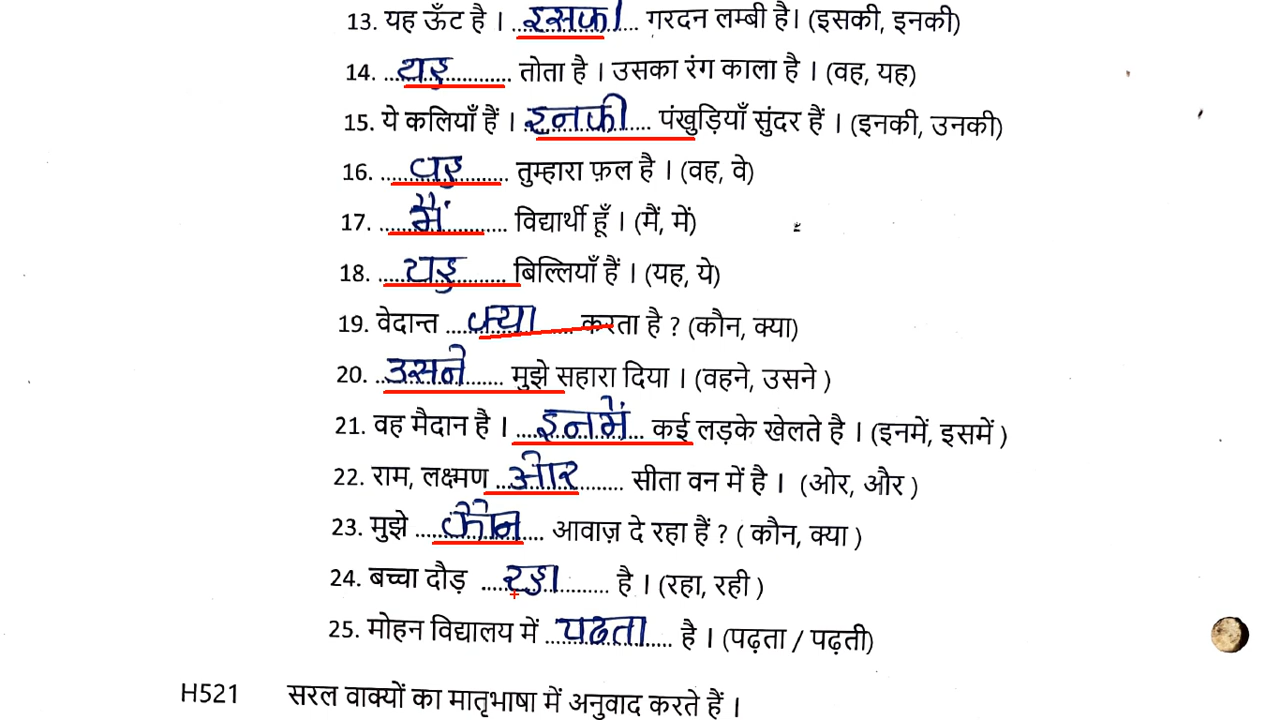 13. यह ऊँट है । ..इसकी... गरदन लम्बी है। (इसकी, इनकी)
14. ...यह............ तोता है । उसका रंग काला है । (वह, यह)
15. ये कलियाँ हैं । ..इनकी.... पंखुड़ियाँ सुंदर हैं । (इनकी, उनकी)
16. .....वह......... तुम्हारा फ़ल है । (वह, वे)
17. ......मैं......... विद्यार्थी हूँ । (मैं, में)
18. ....यह......... बिल्लियाँ हैं । (यह, ये)
19. वेदान्त ....क्या...... करता है ? (कौन, क्या)
20. ..उसने...... मुझे सहारा दिया । (वहने, उसने )
21. वह मैदान है । ....इनमें... कई लड़के खेलते है । (इनमें, इसमें )
22. राम, लक्ष्मण ...और........ सीता वन में है । (ओर, और )
23. मुझे .....कौन.... आवाज़ दे रहा हैं ? ( कौन, क्या )
24. बच्चा दौड़ .....रहा......... है । (रहा, रही )
25. मोहन विद्यालय में ..पढता..... है । (पढ़ता / पढ़ती)
H521 सरल वाक्यों का मातृभाषा में अनुवाद करते हैं ।